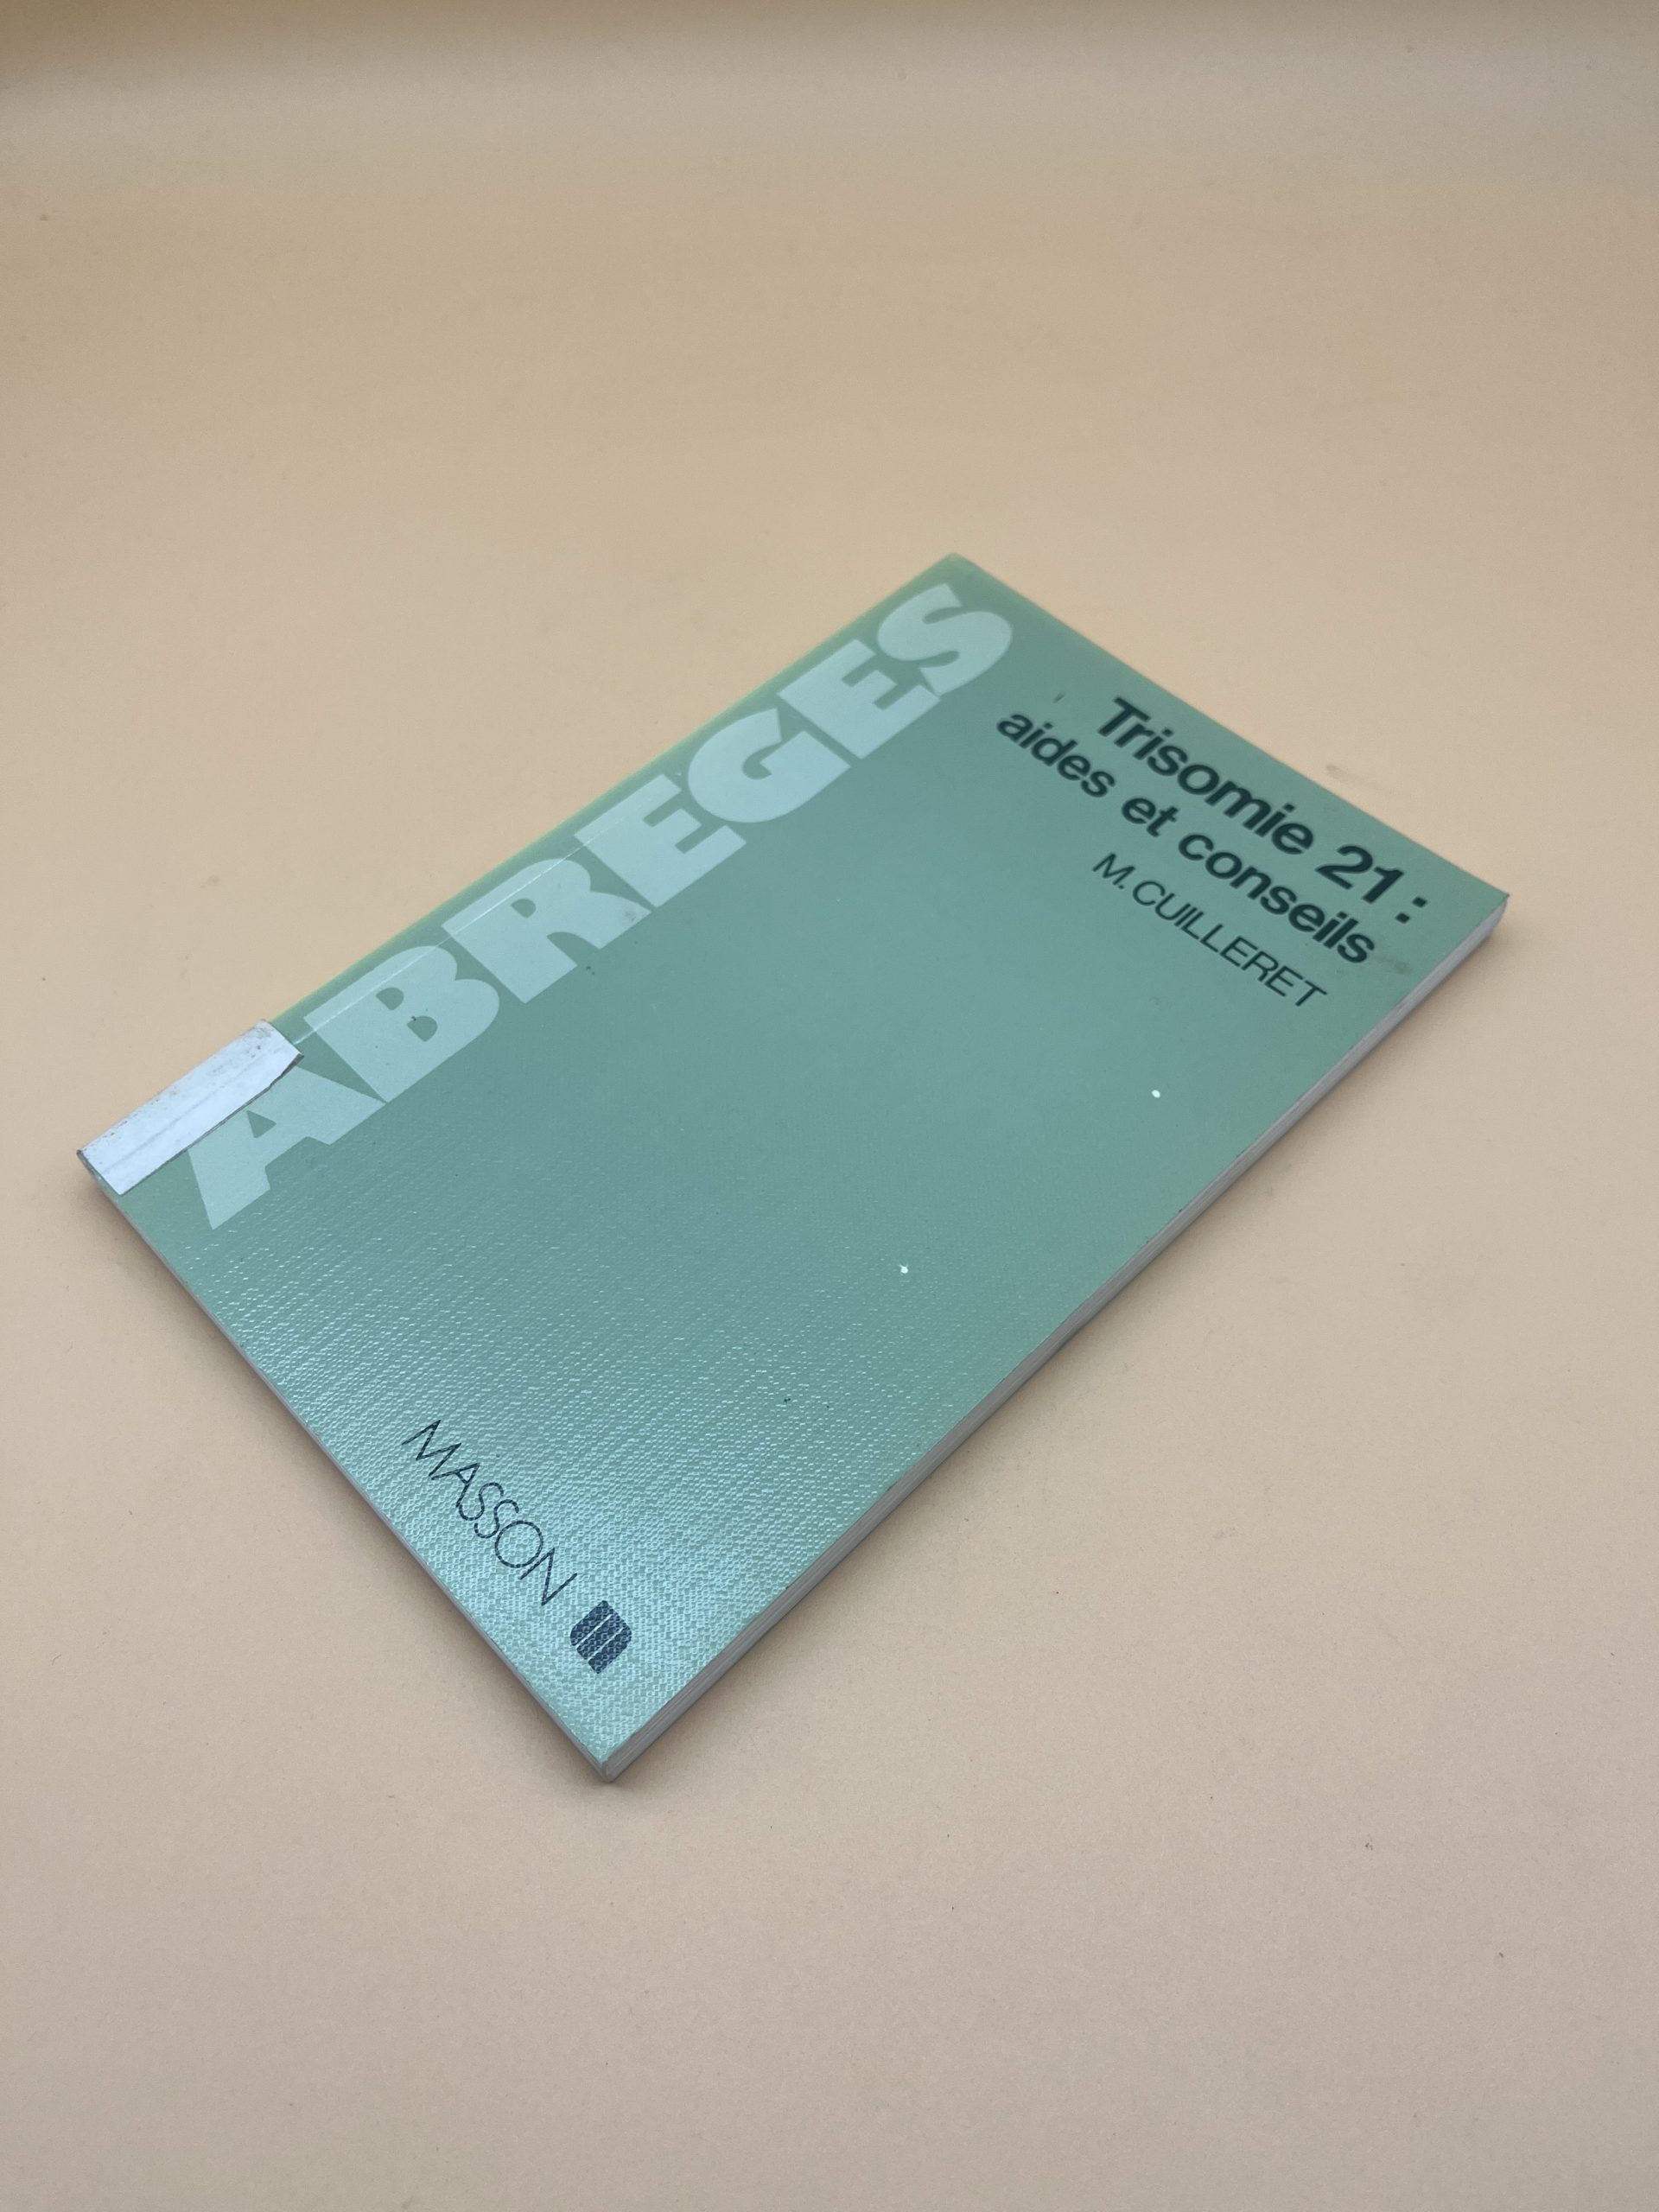 Trisomie 21 :
aides et conseils
M. CUILLERET
ABREGES
MASSON